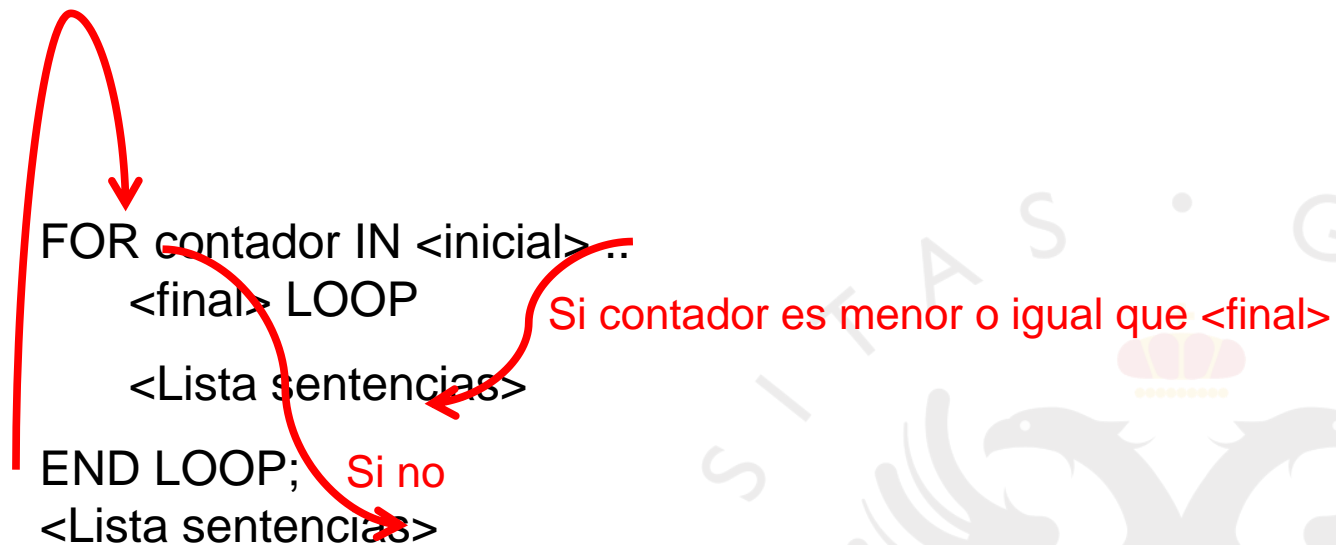 FOR contador IN <inicial> ..
<final> LOOP
Si contador es menor o igual que <final>
<Lista sentencias>
END LOOP;
Si no
<Lista sentencias>
S I T A S • G